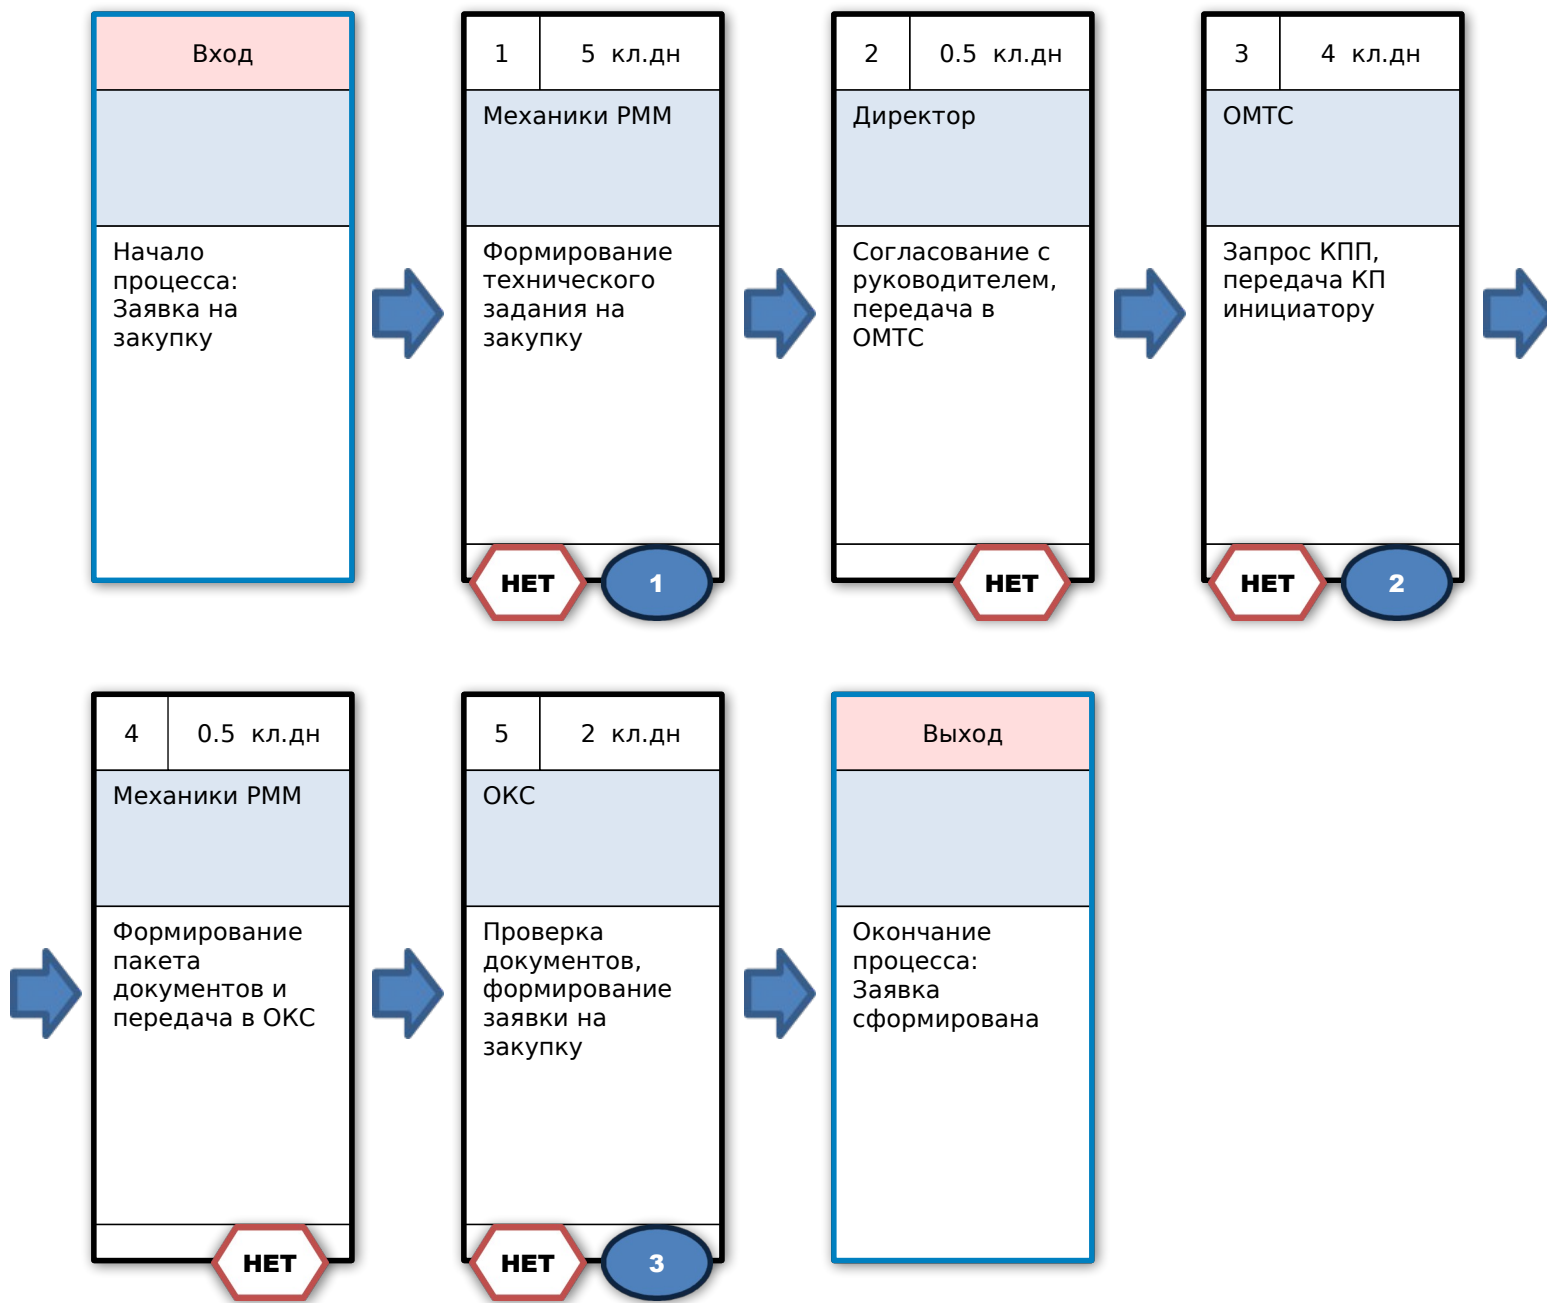 Вход
Начало
процесса:
Заявка на
закупку
1
5 кл.дн
Механики РММ
Формирование
технического
задания на
закупку
НЕТ
1
2
0.5 кл.дн
Директор
Согласование с
руководителем,
передача в
ОМТС
НЕТ
3
4 кл.дн
ОМТС
Запрос КПП,
передача КП
инициатору
НЕТ
2
4
0.5 кл.дн
Механики РММ
Формирование
пакета
документов и
передача в ОКС
НЕТ
5
2 кл.дн
ОКС
Проверка
документов,
формирование
заявки на
закупку
НЕТ
3
Выход
Окончание
процесса:
Заявка
сформирована